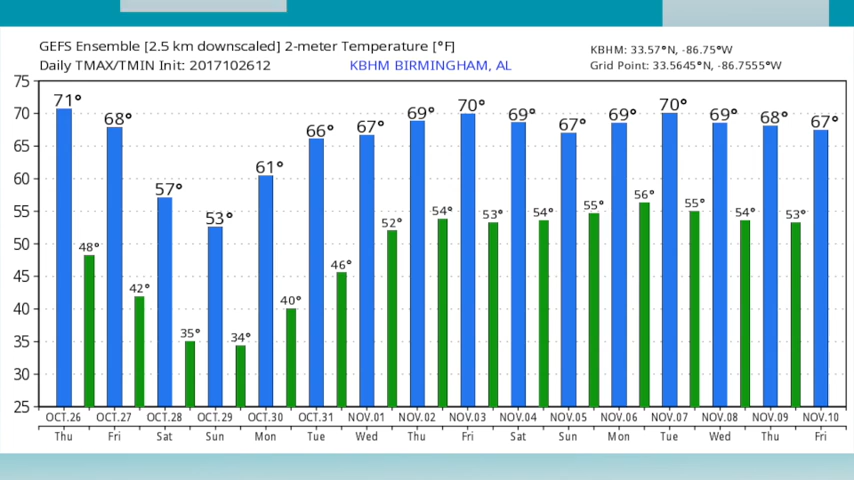 GEFS Ensemble [2.5 km downscaled] 2-meter Temperature [°F]
KBHM: 33.57°N, -86.75°W
Daily TMAX/TMIN Init: 2017102612
KBHM BIRMINGHAM, AL
Grid Point: 33.5645°N, -86.7555°W
75
70
65
60
55
50
45
40
35
30
25
71° 68° 57° 53° 61° 66° 67° 69° 70° 69° 67° 69° 70° 69° 68° 67°
48° 42° 35° 34° 40° 46° 52° 54° 53° 54° 55° 56° 55° 54° 53°
OCT.26 OCT.27 OCT.28 OCT.29 OCT.30 OCT.31 NOV.01 NOV.02 NOV.03 NOV.04 NOV.05 NOV.06 NOV.07 NOV.08 NOV.09 NOV.10
Thu Fri Sat Sun Mon Tue Wed Thu Fri Sat Sun Mon Tue Wed Thu Fri